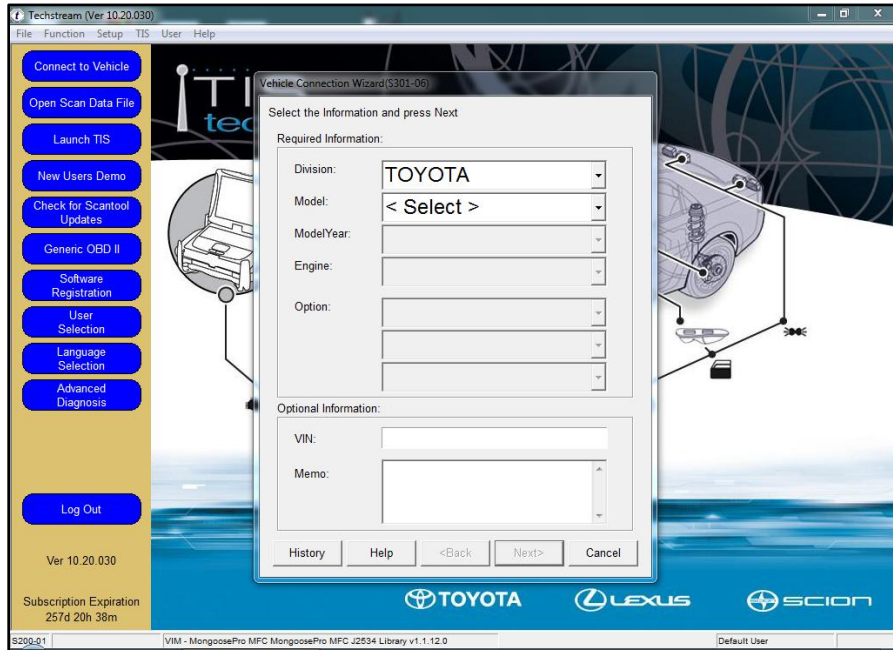 Techstream (Ver 10.20.030)
File Function Setup TIS User Help
Connect to Vehicle
Open Scan Data File
Launch TIS
New Users Demo
Check for Scantool
Updates
Generic OBD II
Software
Registration
User
Selection
Language
Selection
Advanced
Diagnosis
Log Out
Ver 10.20.030
Subscription Expiration
257d 20h 38m
TIS
tec
Vehicle Connection Wizard(S301-06)
Select the Information and press Next
Required Information:
Division: TOYOTA
Model: < Select >
ModelYear:
Engine:
Option:
Optional Information:
VIN:
Memo:
History Help <Back Next> Cancel
TOYOTA LEXUS SCION
S200-01 VIM - MongoosePro MFC MongoosePro MFC J2534 Library v1.1.12.0 Default User